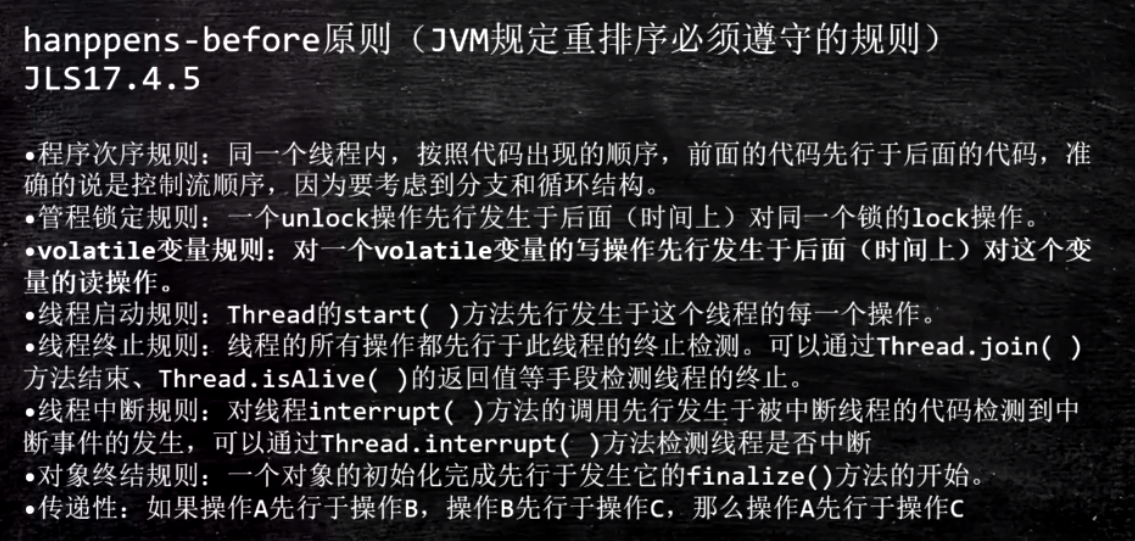 hanppens-before原则（JVM规定重排序必须遵守的规则）
JLS17.4.5
•程序次序规则：同一个线程内，按照代码出现的顺序，前面的代码先行于后面的代码，准
确的说是控制流顺序，因为要考虑到分支和循环结构。
•管程锁定规则：一个unlock操作先行发生于后面（时间上）对同一个锁的lock操作。
•volatile变量规则：对一个volatile变量的写操作先行发生于后面（时间上）对这个变
量的读操作。
•线程启动规则：Thread的start( )方法先行发生于这个线程的每一个操作。
•线程终止规则：线程的所有操作都先行于此线程的终止检测。可以通过Thread.join( )
方法结束、Thread.isAlive( )的返回值等手段检测线程的终止。
•线程中断规则：对线程interrupt( )方法的调用先行发生于被中断线程的代码检测到中
断事件的发生，可以通过Thread.interrupt( )方法检测线程是否中断
•对象终结规则：一个对象的初始化完成先行于发生它的finalize()方法的开始。
•传递性：如果操作A先行于操作B，操作B先行于操作C，那么操作A先行于操作C